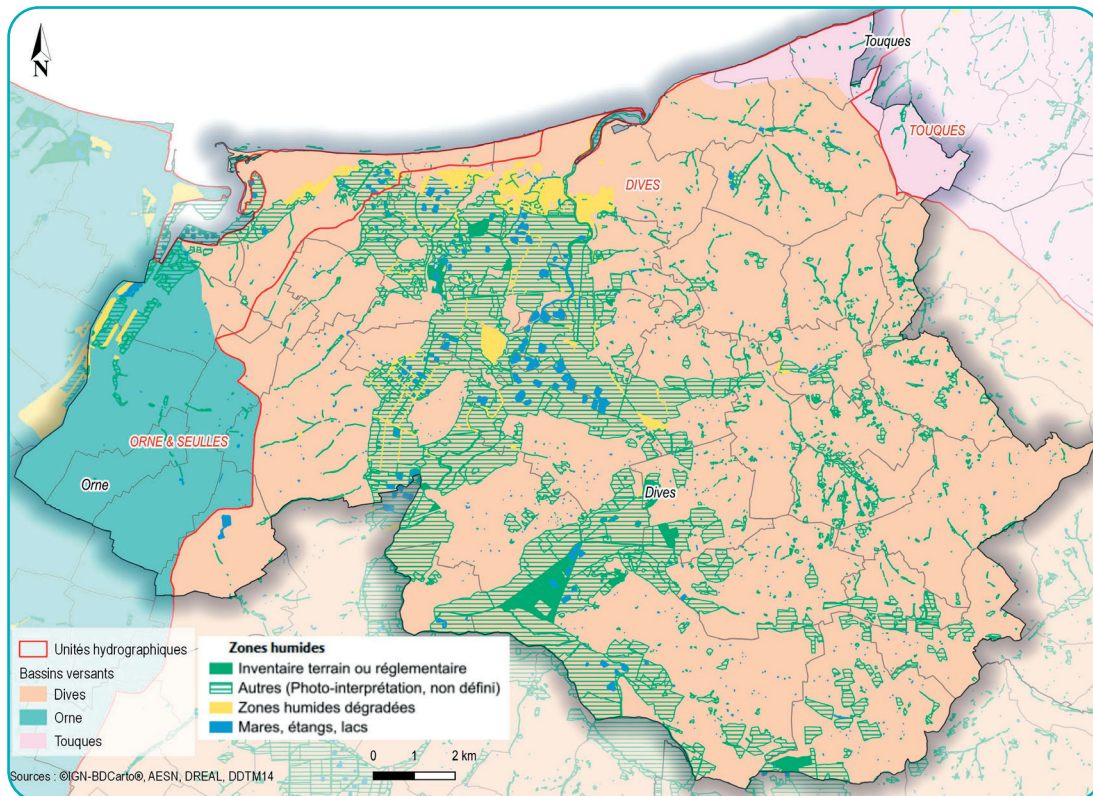 N
Touques
TOUQUES
DIVES
ORNE & SEULLES
Orne
Dives
Unités hydrographiques
Bassins versants
Dives
Orne
Touques
Zones humides
Inventaire terrain ou réglementaire
Autres (Photo-interprétation, non défini)
Zones humides dégradées
Mares, étangs, lacs
0 1 2 km
Sources : ©IGN-BDCarto®, AESN, DREAL, DDTM14